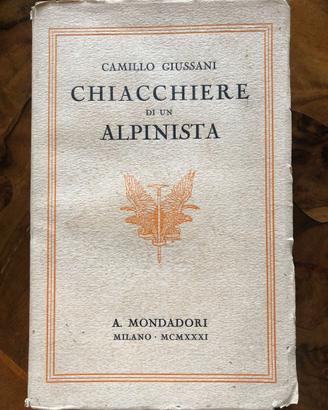 CAMILLO GIUSSANI
CHIACCHIERE
DI UN
ALPINISTA
A. MONDADORI
MILANO · MCMXXXI